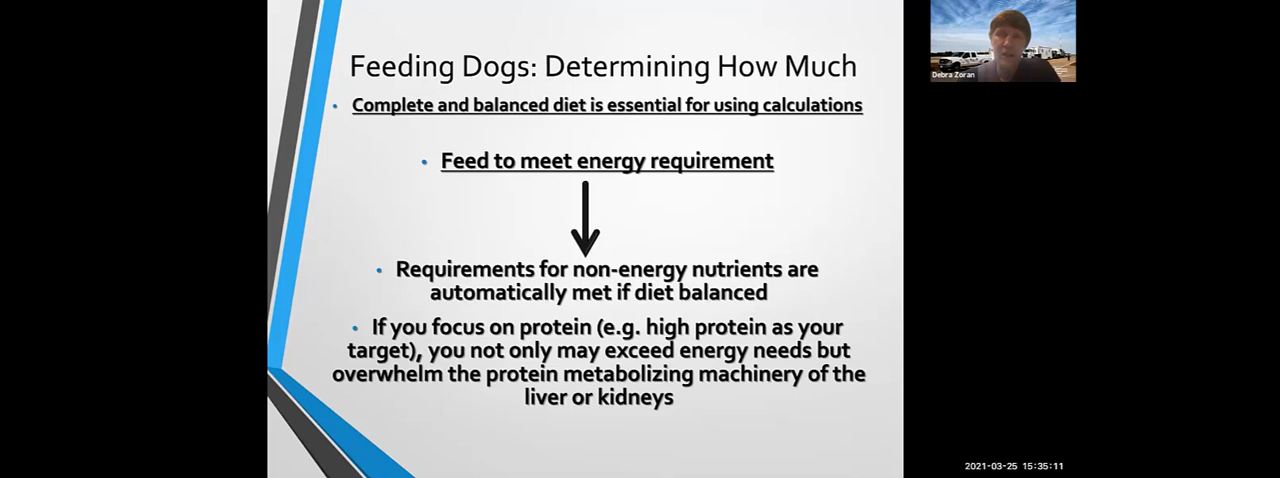 Feeding Dogs: Determining How Much
• Complete and balanced diet is essential for using calculations
• Feed to meet energy requirement
• Requirements for non-energy nutrients are
automatically met if diet balanced
• If you focus on protein (e.g. high protein as your
target), you not only may exceed energy needs but
overwhelm the protein metabolizing machinery of the
liver or kidneys
Debra Zoran
2021-03-25 15:35:11